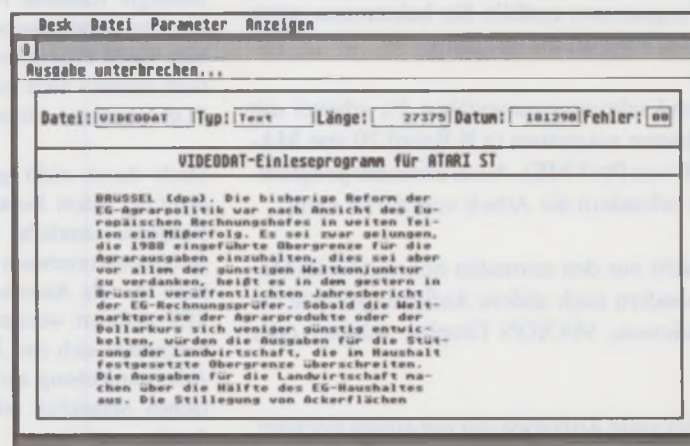 Desk Datei Parameter Anzeigen
Ausgabe unterbrechen...
Datei: VIDEODAT Typ: Text Länge: 27375 Datum: 181290 Fehler: 00
VIDEODAT-Einleseprogramm für ATARI ST
BRÜSSEL (dpa). Die bisherige Reform der
EG-Agrarpolitik war nach Ansicht des Eu-
ropäischen Rechnungshofes in weiten Tei-
len ein Mißerfolg. Es sei zwar gelungen,
die 1988 eingeführte Obergrenze für die
Agrarausgaben einzuhalten, dies sei aber
vor allem der günstigen Weltkonjunktur
zu verdanken, heißt es in dem gestern in
Brüssel veröffentlichten Jahresbericht
der EG-Rechnungsprüfer. Sobald die Welt-
marktpreise der Agrarprodukte oder der
Dollarkurs sich weniger günstig entwik-
kelten, würden die Ausgaben für die Stüt-
zung der Landwirtschaft, die im Haushalt
festgesetzte Obergrenze überschreiten.
Die Ausgaben für die Landwirtschaft ma-
chen über die Hälfte des EG-Haushaltes
aus. Die Stillegung von Ackerflächen